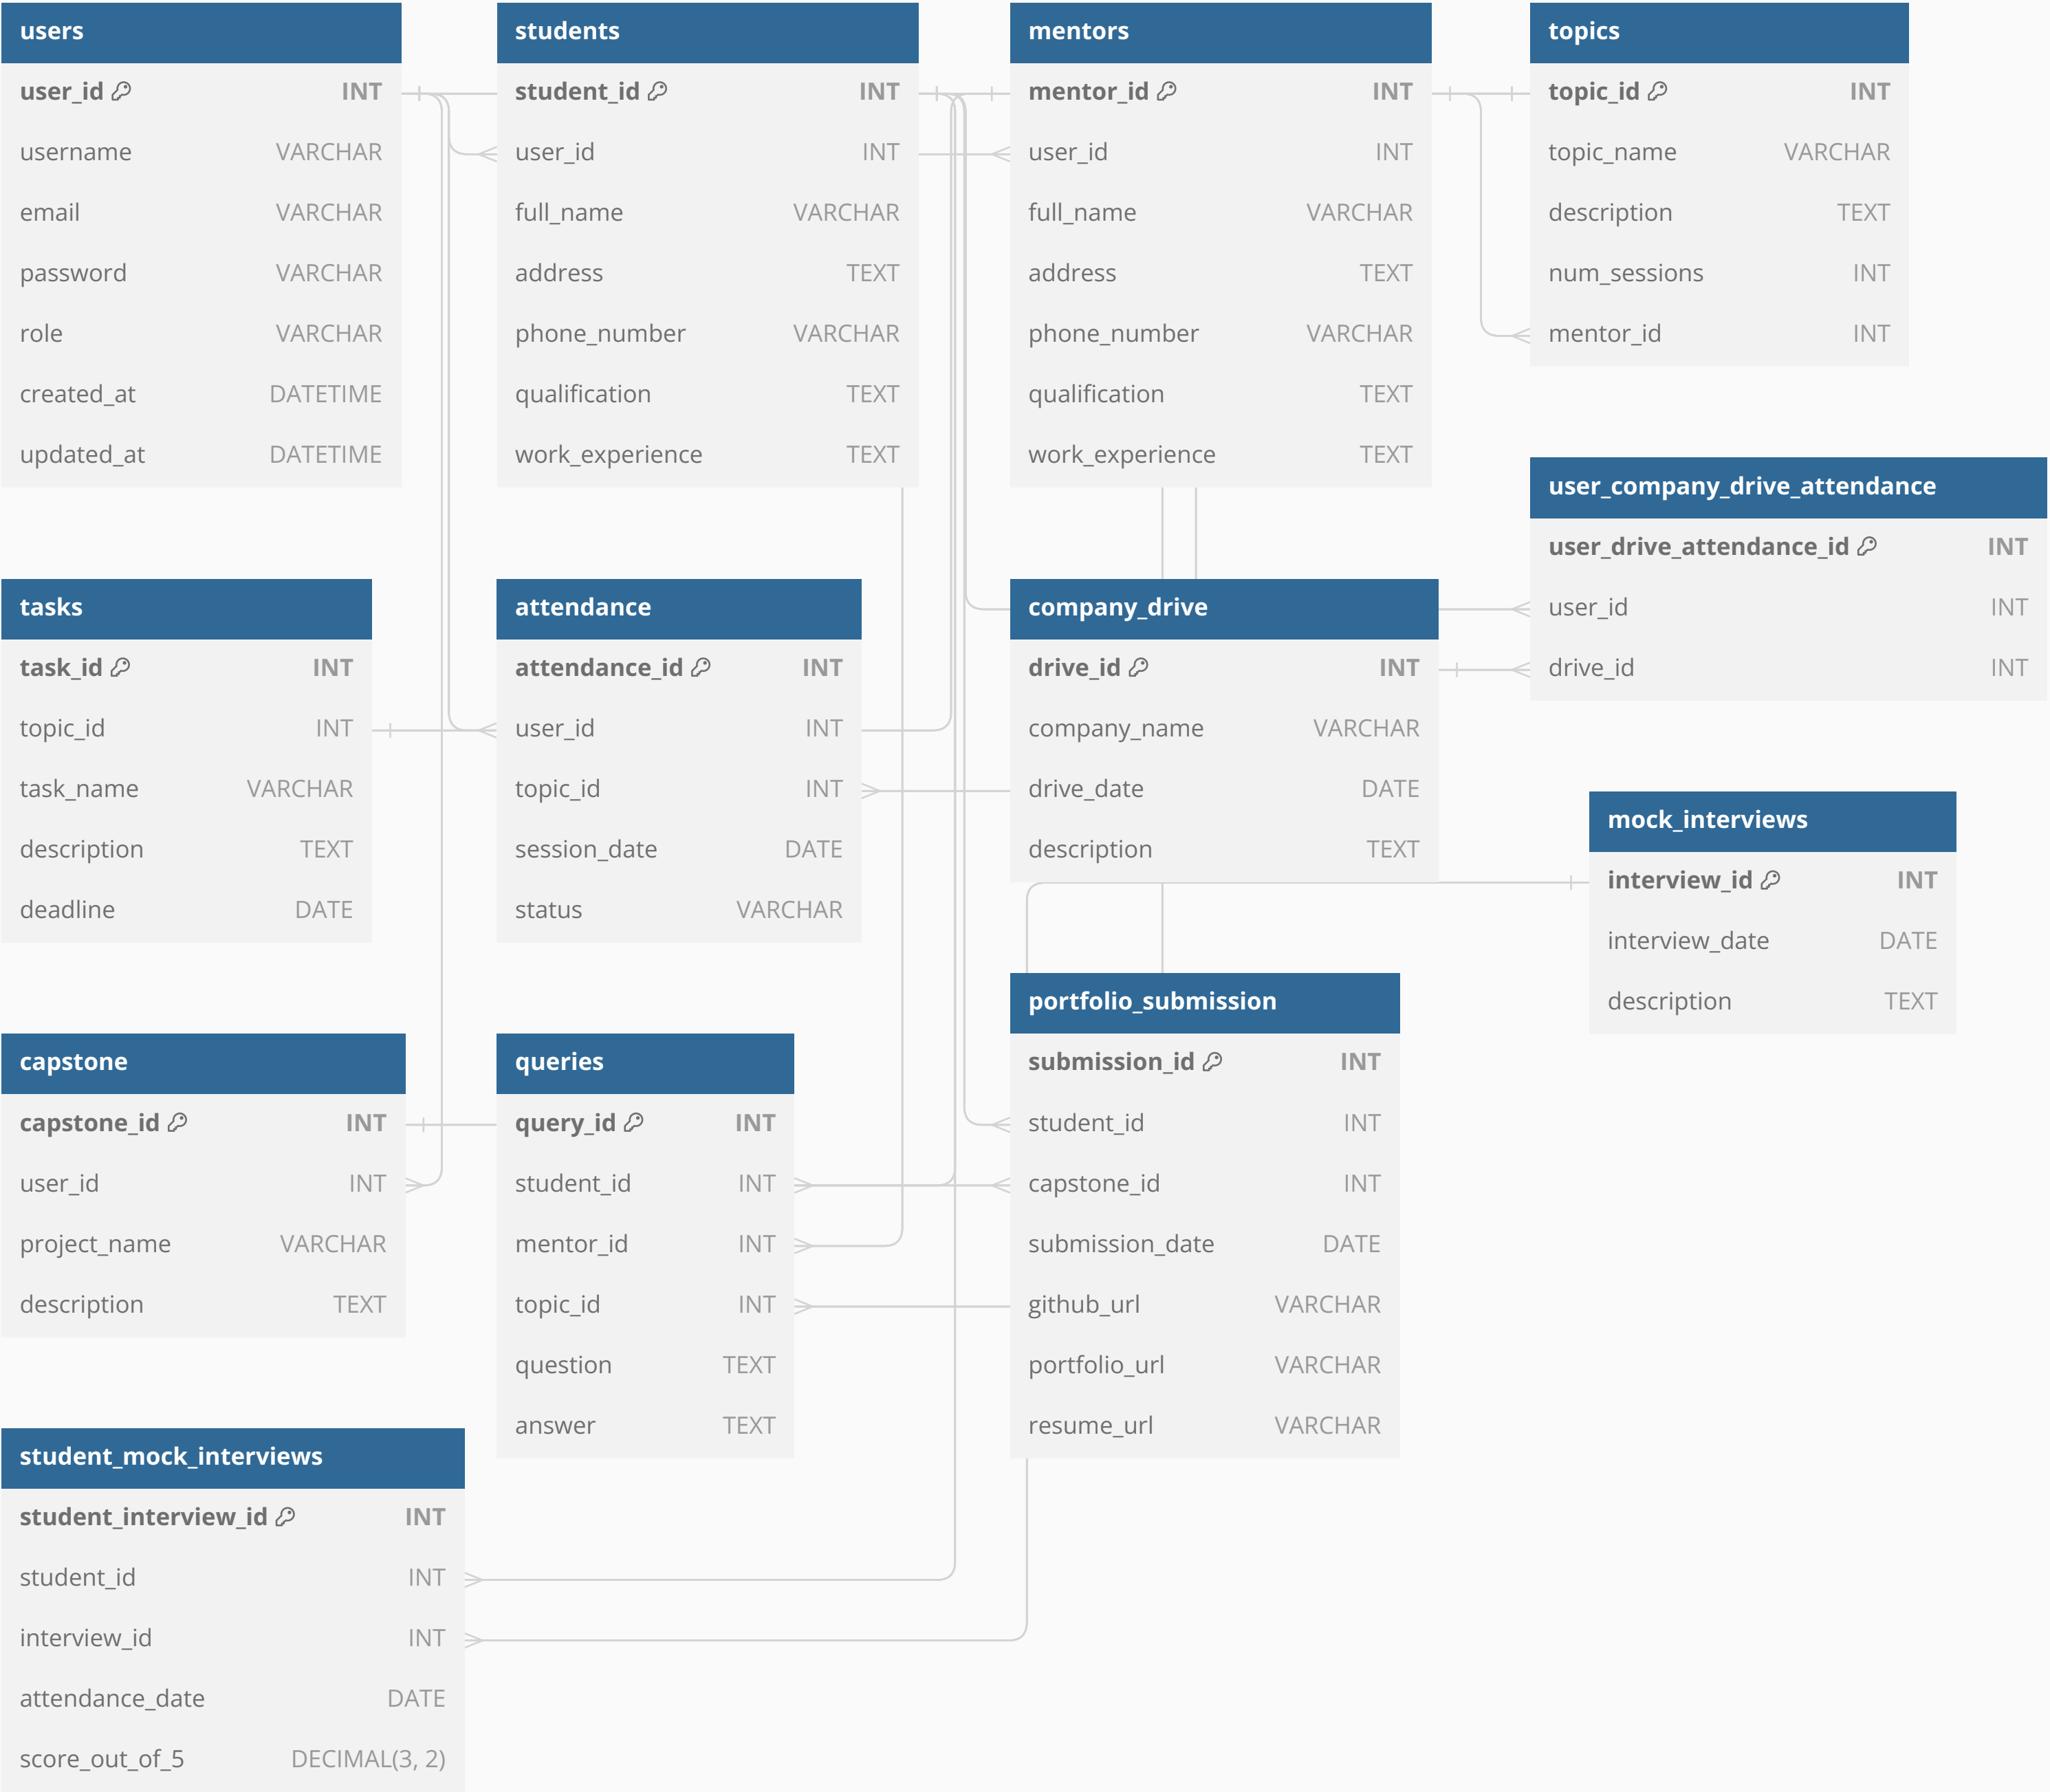 users
user_id INT
username VARCHAR
email VARCHAR
password VARCHAR
role VARCHAR
created_at DATETIME
updated_at DATETIME
students
student_id INT
user_id INT
full_name VARCHAR
address TEXT
phone_number VARCHAR
qualification TEXT
work_experience TEXT
mentors
mentor_id INT
user_id INT
full_name VARCHAR
address TEXT
phone_number VARCHAR
qualification TEXT
work_experience TEXT
topics
topic_id INT
topic_name VARCHAR
description TEXT
num_sessions INT
mentor_id INT
user_company_drive_attendance
user_drive_attendance_id INT
user_id INT
drive_id INT
tasks
task_id INT
topic_id INT
task_name VARCHAR
description TEXT
deadline DATE
attendance
attendance_id INT
user_id INT
topic_id INT
session_date DATE
status VARCHAR
company_drive
drive_id INT
company_name VARCHAR
drive_date DATE
description TEXT
mock_interviews
interview_id INT
interview_date DATE
description TEXT
capstone
capstone_id INT
user_id INT
project_name VARCHAR
description TEXT
queries
query_id INT
student_id INT
mentor_id INT
topic_id INT
question TEXT
answer TEXT
portfolio_submission
submission_id INT
student_id INT
capstone_id INT
submission_date DATE
github_url VARCHAR
portfolio_url VARCHAR
resume_url VARCHAR
student_mock_interviews
student_interview_id INT
student_id INT
interview_id INT
attendance_date DATE
score_out_of_5 DECIMAL(3, 2)